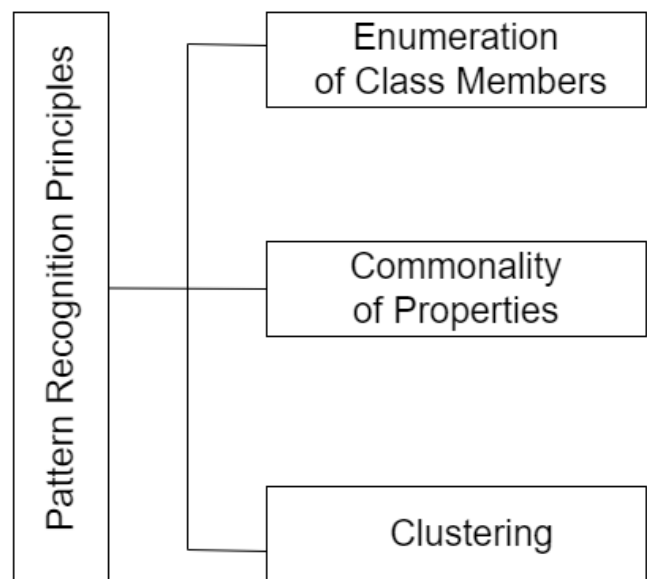 Pattern Recognition Principles
Enumeration
of Class Members
Commonality
of Properties
Clustering